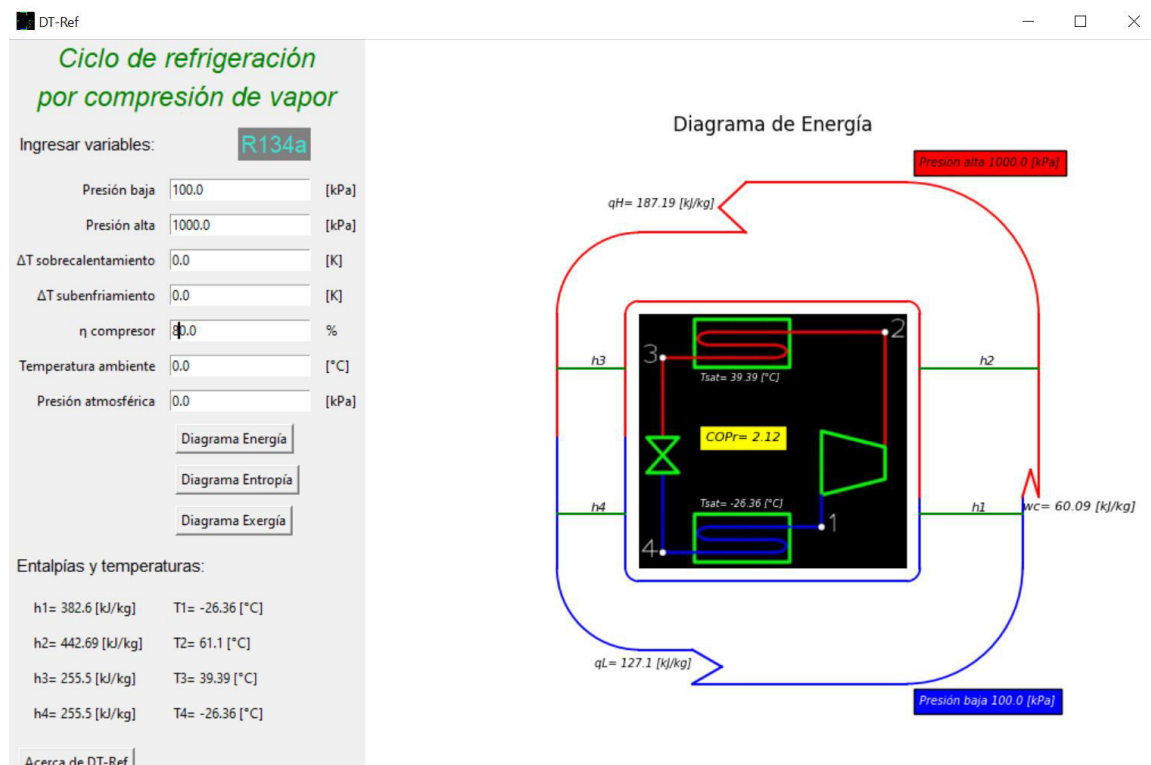 DT-Ref
Ciclo de refrigeración
por compresión de vapor
Ingresar variables:
R134a
Presión baja 100.0 [kPa]
Presión alta 1000.0 [kPa]
ΔT sobrecalentamiento 0.0 [K]
ΔT subenfriamiento 0.0 [K]
η compresor 80.0 %
Temperatura ambiente 0.0 [°C]
Presión atmosférica 0.0 [kPa]
Diagrama Energía
Diagrama Entropía
Diagrama Exergía
Entalpías y temperaturas:
h1= 382.6 [kJ/kg] T1= -26.36 [°C]
h2= 442.69 [kJ/kg] T2= 61.1 [°C]
h3= 255.5 [kJ/kg] T3= 39.39 [°C]
h4= 255.5 [kJ/kg] T4= -26.36 [°C]
Acerca de DT-Ref
Diagrama de Energía
Presión alta 1000.0 [kPa]
qH= 187.19 [kJ/kg]
2
3
h3
h2
Tsat= 39.39 [°C]
COPr= 2.12
Tsat= -26.36 [°C]
h4
h1
wc= 60.09 [kJ/kg]
1
4
qL= 127.1 [kJ/kg]
Presión baja 100.0 [kPa]